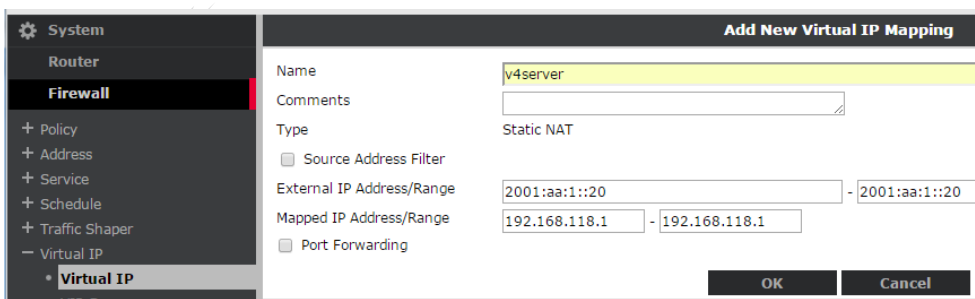 System
Router
Firewall
+ Policy
+ Address
+ Service
+ Schedule
+ Traffic Shaper
− Virtual IP
• Virtual IP
Add New Virtual IP Mapping
Name v4server
Comments
Type Static NAT
Source Address Filter
External IP Address/Range 2001:aa:1::20 - 2001:aa:1::20
Mapped IP Address/Range 192.168.118.1 - 192.168.118.1
Port Forwarding
OK Cancel